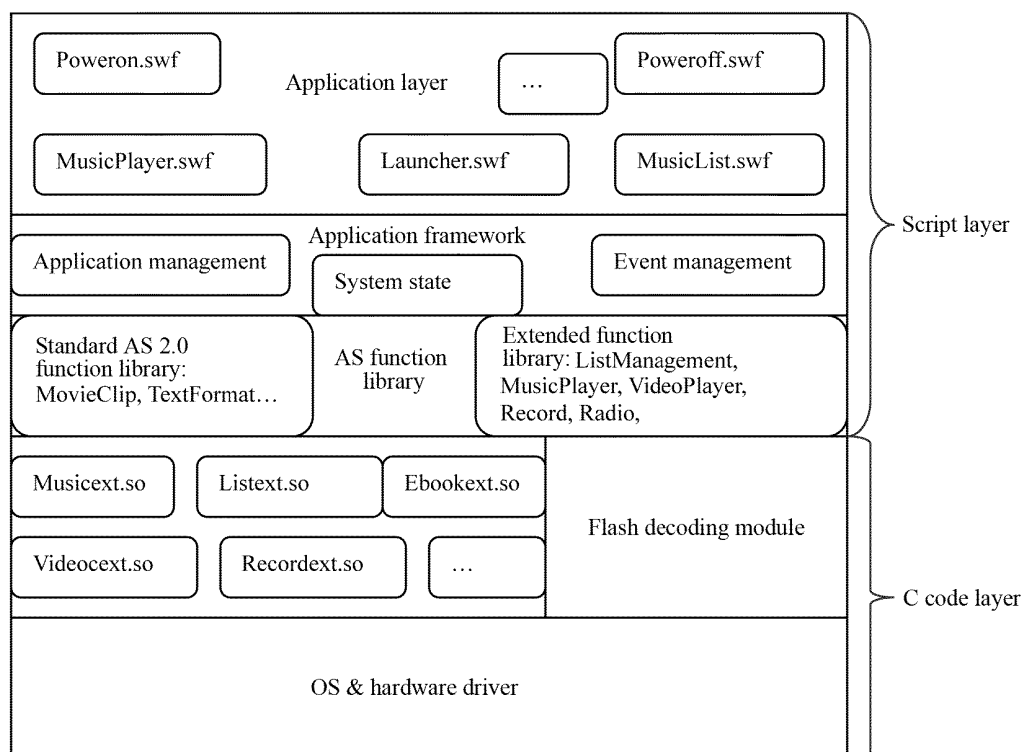 Poweron.swf
Application layer
…
Poweroff.swf
MusicPlayer.swf
Launcher.swf
MusicList.swf
Script layer
Application framework
Application management
System state
Event management
Standard AS 2.0
function library:
MovieClip, TextFormat…
AS function
library
Extended function
library: ListManagement,
MusicPlayer, VideoPlayer,
Record, Radio,
Musicext.so
Listext.so
Ebookext.so
Flash decoding module
Videocext.so
Recordext.so
…
C code layer
OS & hardware driver